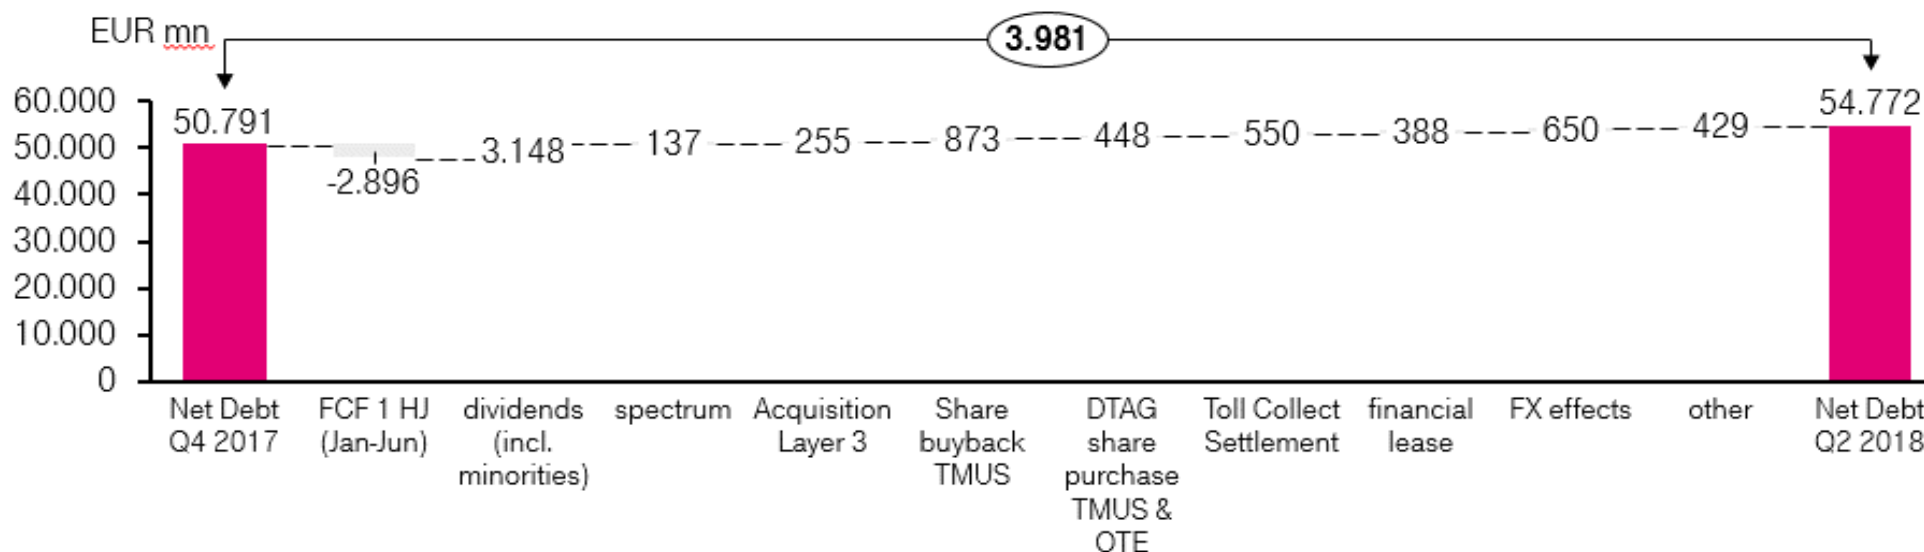 EUR mn
3.981
60.000
50.000
40.000
30.000
20.000
10.000
0
50.791
-2.896
3.148
137
255
873
448
550
388
650
429
54.772
Net Debt
Q4 2017
FCF 1 HJ
(Jan-Jun)
dividends
(incl.
minorities)
spectrum
Acquisition
Layer 3
Share
buyback
TMUS
DTAG
share
purchase
TMUS &
OTE
Toll Collect
Settlement
financial
lease
FX effects
other
Net Debt
Q2 2018